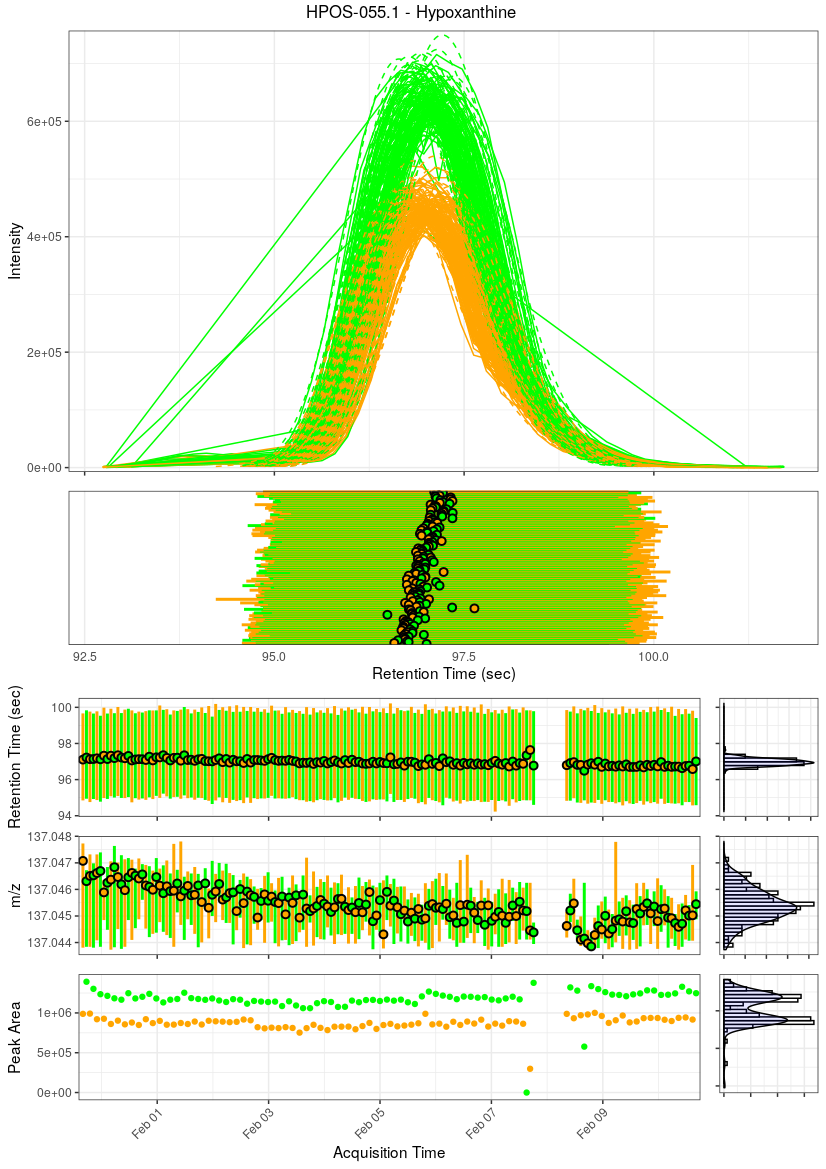 HPOS-055.1 - Hypoxanthine
Intensity
6e+05
4e+05
2e+05
0e+00
92.5 95.0 97.5 100.0
Retention Time (sec)
Retention Time (sec)
100
98
96
94
m/z
137.048
137.047
137.046
137.045
137.044
Peak Area
1e+06
5e+05
0e+00
Feb 01 Feb 03 Feb 05 Feb 07 Feb 09
Acquisition Time